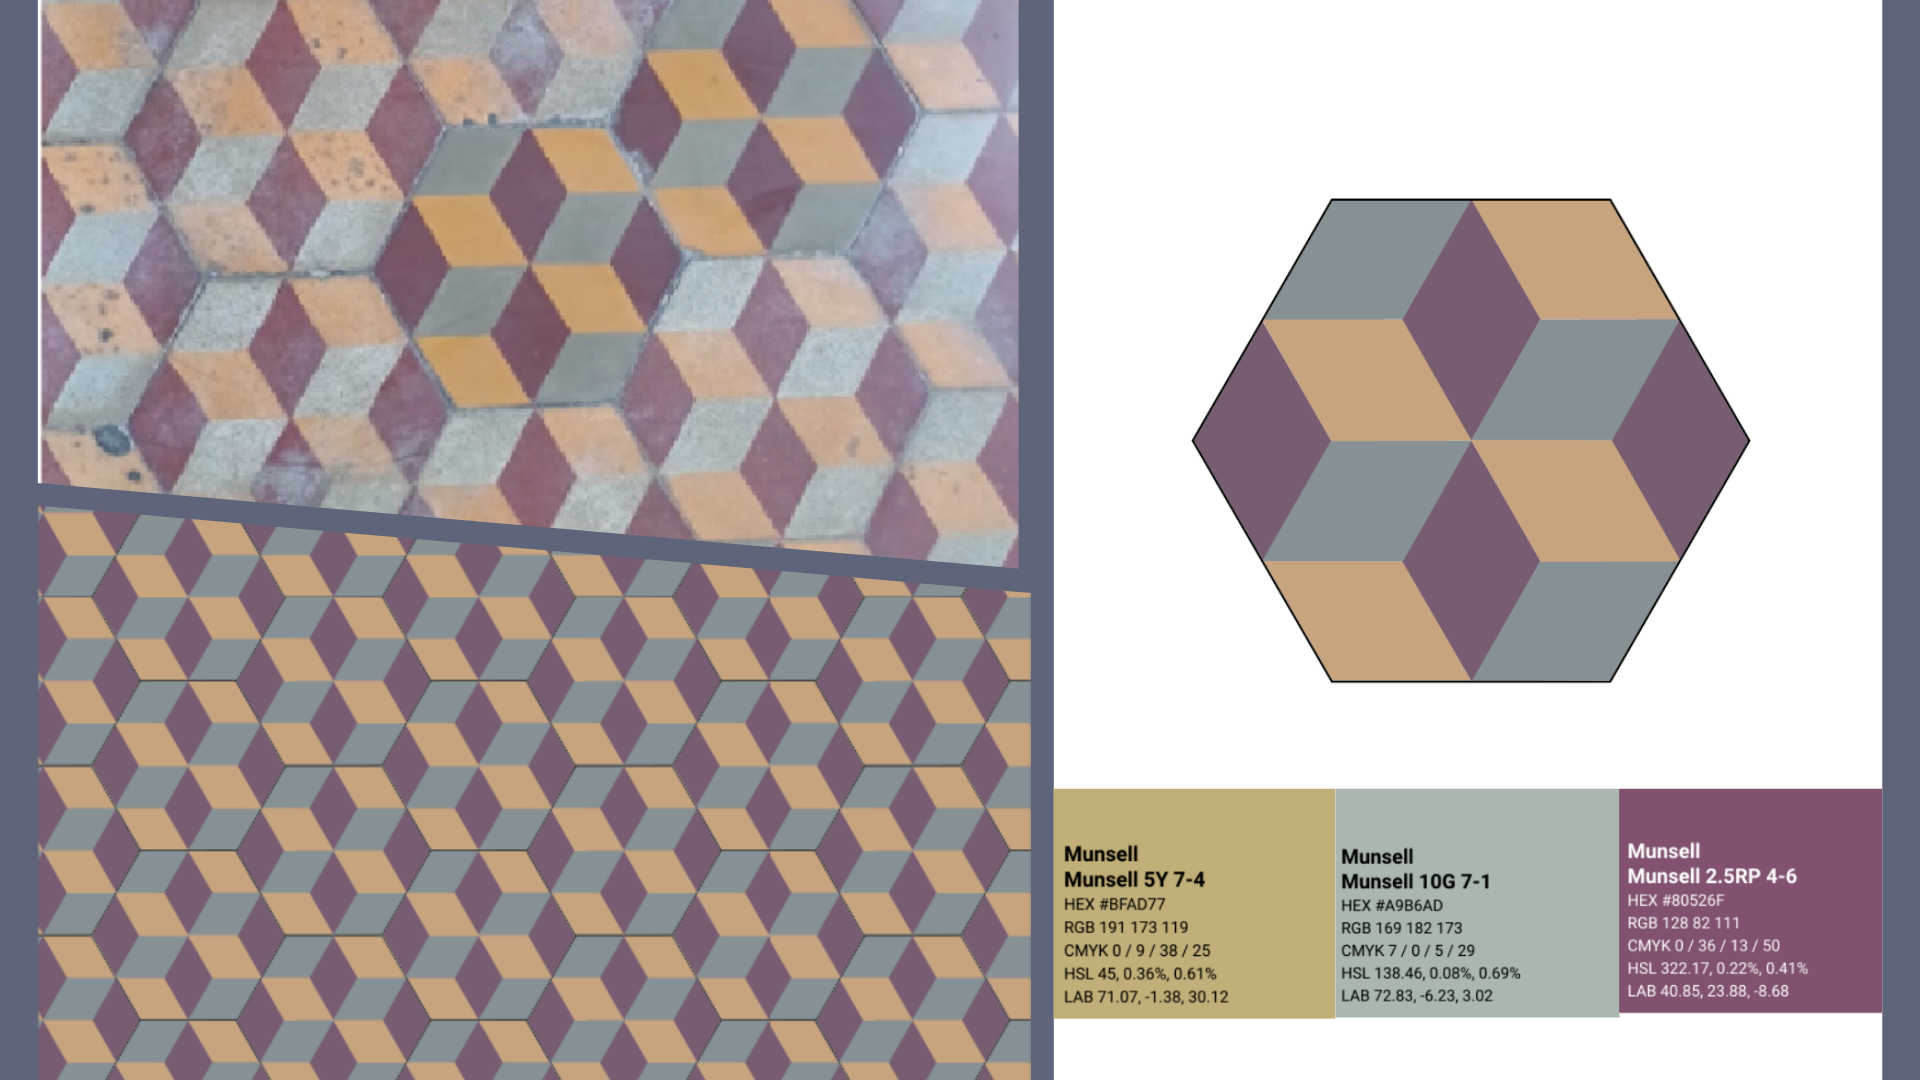 Munsell
Munsell 5Y 7-4
HEX #BFAD77
RGB 191 173 119
CMYK 0 / 9 / 38 / 25
HSL 45, 0.36%, 0.61%
LAB 71.07, -1.38, 30.12
Munsell
Munsell 10G 7-1
HEX #A9B6AD
RGB 169 182 173
CMYK 7 / 0 / 5 / 29
HSL 138.46, 0.08%, 0.69%
LAB 72.83, -6.23, 3.02
Munsell
Munsell 2.5RP 4-6
HEX #80526F
RGB 128 82 111
CMYK 0 / 36 / 13 / 50
HSL 322.17, 0.22%, 0.41%
LAB 40.85, 23.88, -8.68